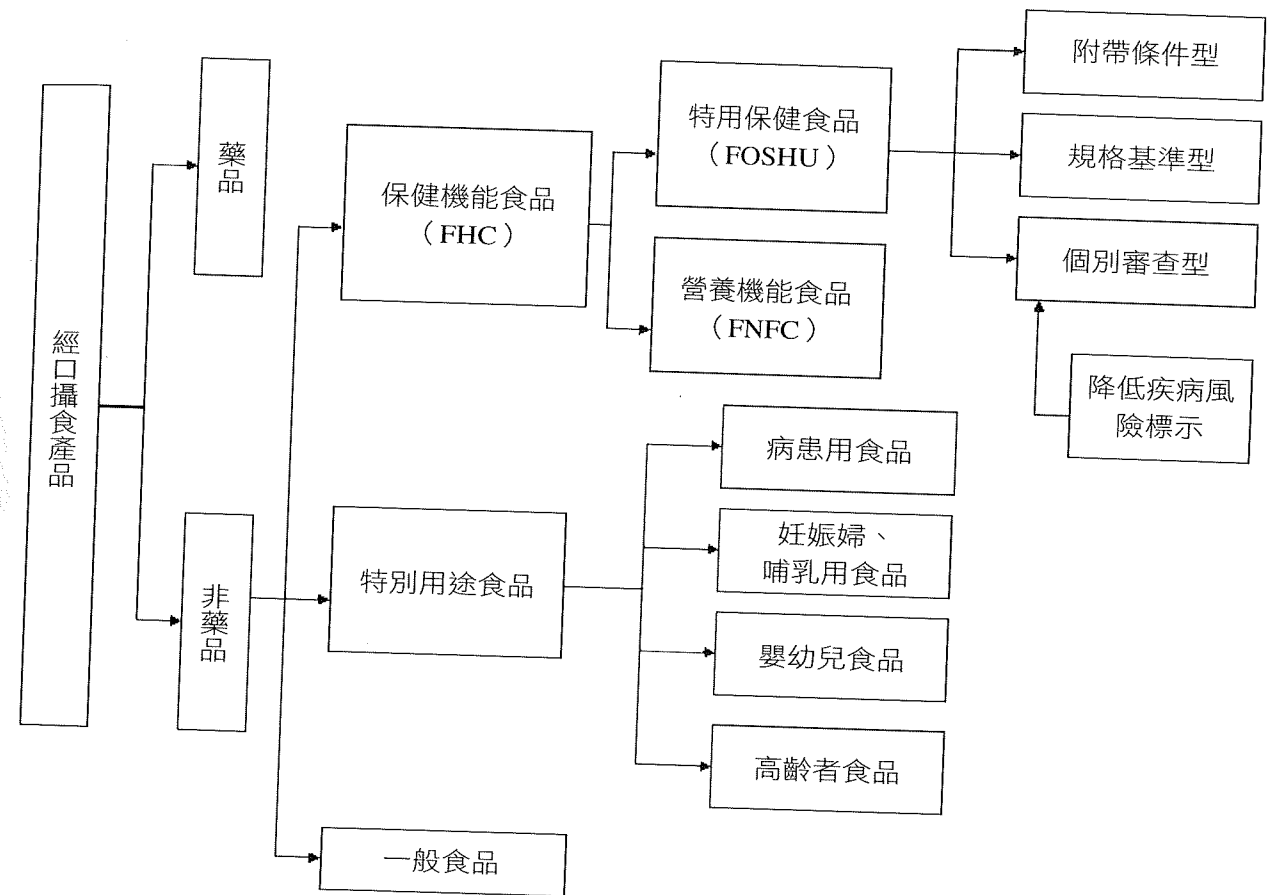 經口攝食產品
藥品
非藥品
保健機能食品
（FHC）
特別用途食品
一般食品
特用保健食品
（FOSHU）
營養機能食品
（FNFC）
附帶條件型
規格基準型
個別審查型
降低疾病風
險標示
病患用食品
妊娠婦、
哺乳用食品
嬰幼兒食品
高齡者食品